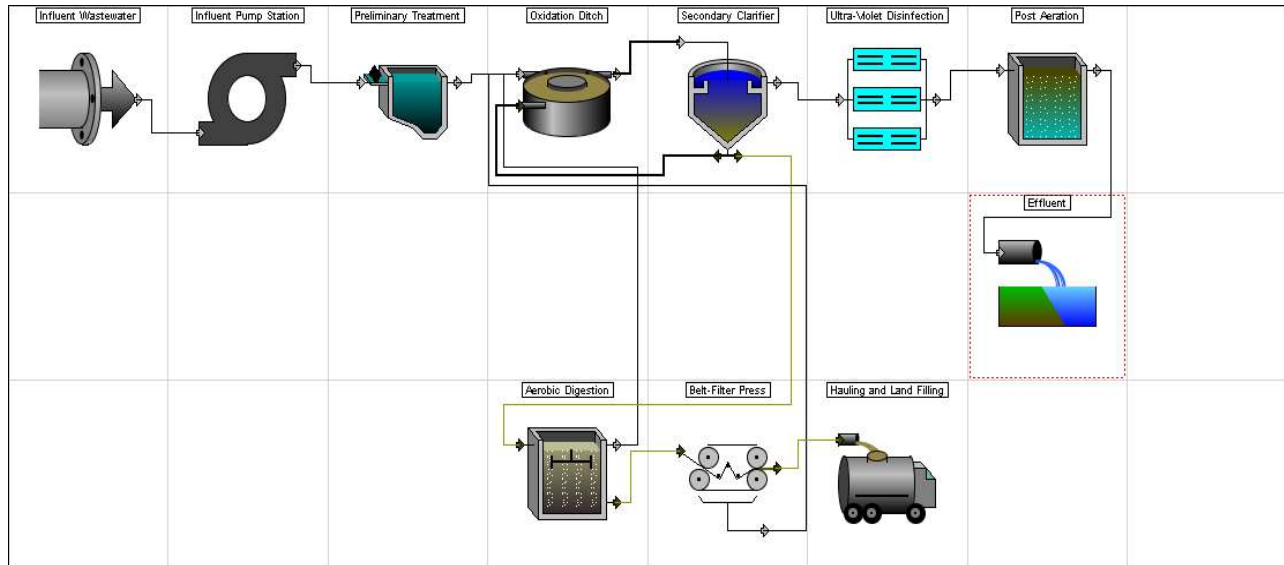 Influent Wastewater
Influent Pump Station
Preliminary Treatment
Oxidation Ditch
Secondary Clarifier
Ultra-Violet Disinfection
Post Aeration
Effluent
Aerobic Digestion
Belt-Filter Press
Hauling and Land Filling